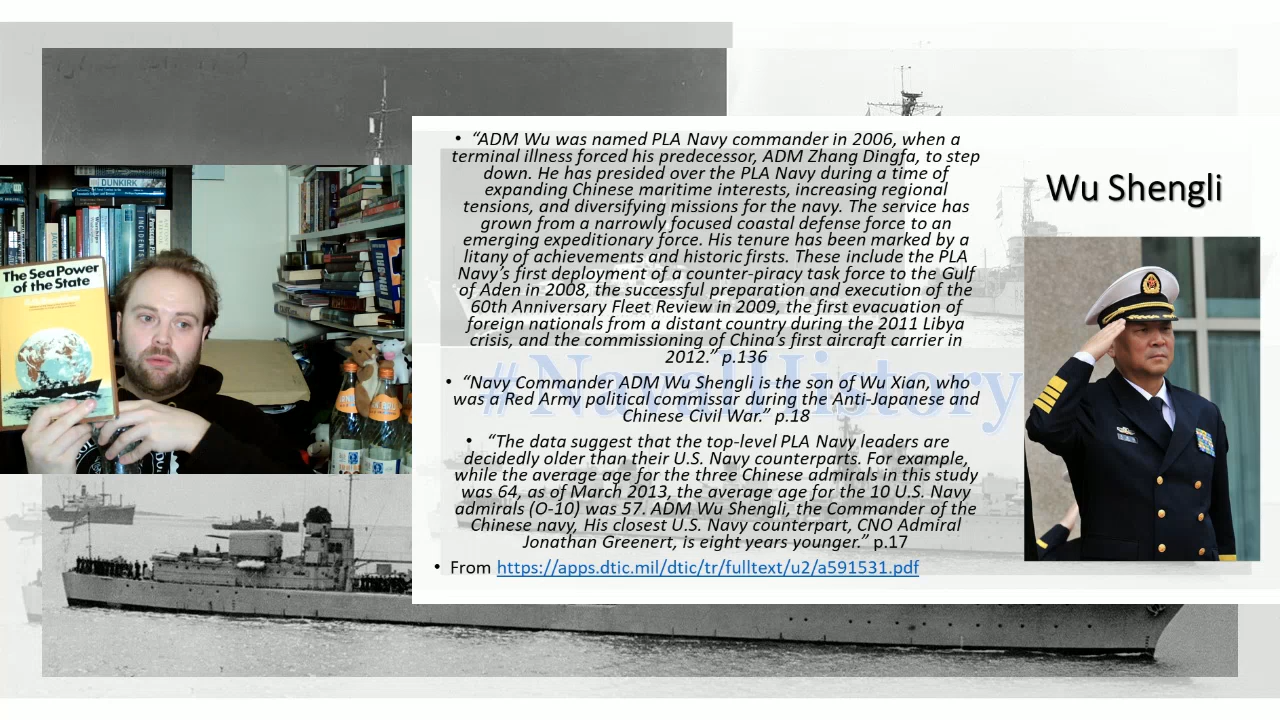 • “ADM Wu was named PLA Navy commander in 2006, when a
terminal illness forced his predecessor, ADM Zhang Dingfa, to step
down. He has presided over the PLA Navy during a time of
expanding Chinese maritime interests, increasing regional
tensions, and diversifying missions for the navy. The service has
grown from a narrowly focused coastal defense force to an
emerging expeditionary force. His tenure has been marked by a
litany of achievements and historic firsts. These include the PLA
Navy’s first deployment of a counter-piracy task force to the Gulf
of Aden in 2008, the successful preparation and execution of the
60th Anniversary Fleet Review in 2009, the first evacuation of
foreign nationals from a distant country during the 2011 Libya
crisis, and the commissioning of China’s first aircraft carrier in
2012.” p.136
• “Navy Commander ADM Wu Shengli is the son of Wu Xian, who
was a Red Army political commissar during the Anti-Japanese and
Chinese Civil War.” p.18
• “The data suggest that the top-level PLA Navy leaders are
decidedly older than their U.S. Navy counterparts. For example,
while the average age for the three Chinese admirals in this study
was 64, as of March 2013, the average age for the 10 U.S. Navy
admirals (O-10) was 57. ADM Wu Shengli, the Commander of the
Chinese navy, His closest U.S. Navy counterpart, CNO Admiral
Jonathan Greenert, is eight years younger.” p.17
• From https://apps.dtic.mil/dtic/tr/fulltext/u2/a591531.pdf
Wu Shengli
#NavalHistory
The Sea Power
of the State
DUNKIRK